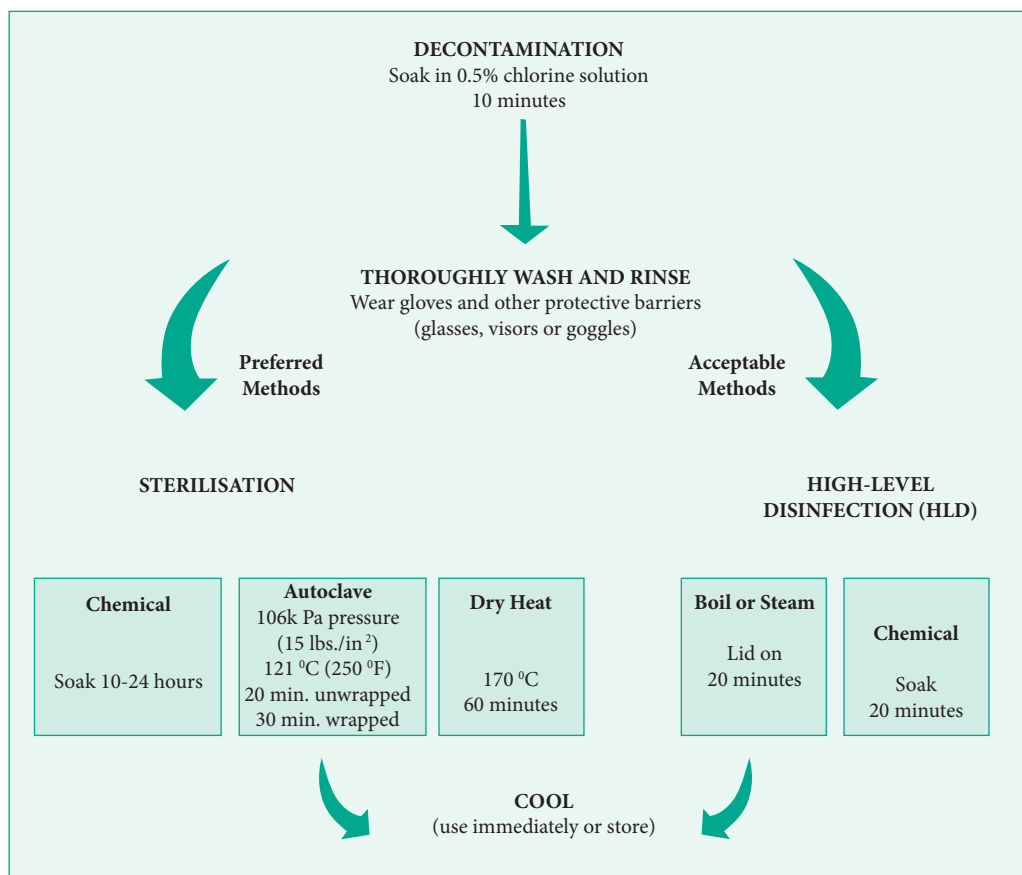 DECONTAMINATION
Soak in 0.5% chlorine solution
10 minutes
THOROUGHLY WASH AND RINSE
Wear gloves and other protective barriers
(glasses, visors or goggles)
Preferred
Methods
Acceptable
Methods
STERILISATION
HIGH-LEVEL
DISINFECTION (HLD)
Chemical
Soak 10-24 hours
Autoclave
106k Pa pressure
(15 lbs./in²)
121 ⁰C (250 ⁰F)
20 min. unwrapped
30 min. wrapped
Dry Heat
170 ⁰C
60 minutes
Boil or Steam
Lid on
20 minutes
Chemical
Soak
20 minutes
COOL
(use immediately or store)